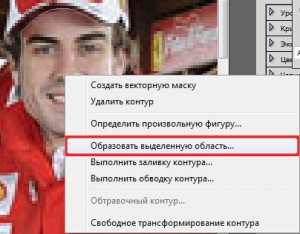 Создать векторную маску
Удалить контур
Определить произвольную фигуру...
Образовать выделенную область...
Выполнить заливку контура...
Выполнить обводку контура...
Обтравочный контур...
Свободное трансформирование контура